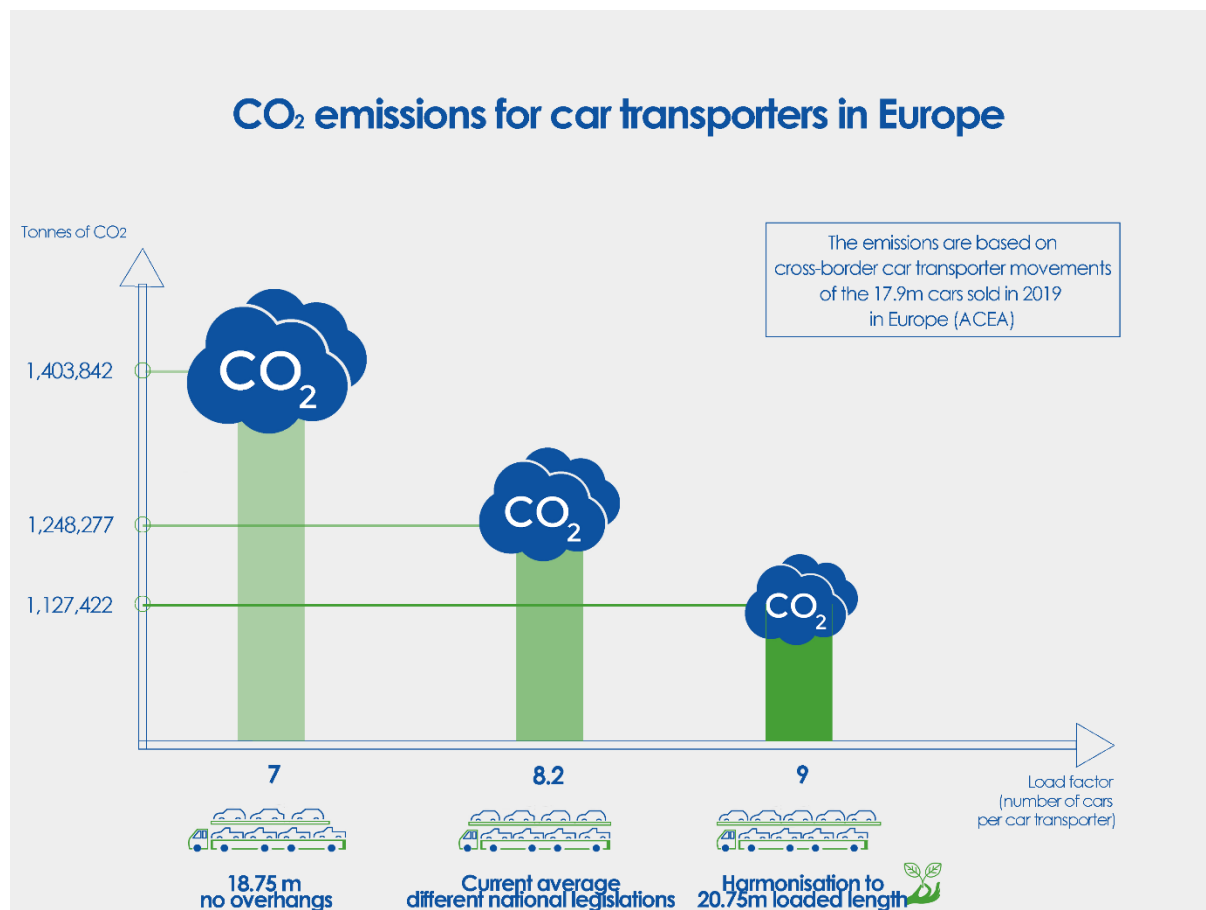 CO₂ emissions for car transporters in Europe
Tonnes of CO2
The emissions are based on
cross-border car transporter movements
of the 17.9m cars sold in 2019
in Europe (ACEA)
CO₂
1,403,842
CO₂
1,248,277
CO₂
1,127,422
7
8.2
9
Load factor
(number of cars
per car transporter)
18.75 m
no overhangs
Current average
different national legislations
Harmonisation to
20.75m loaded length